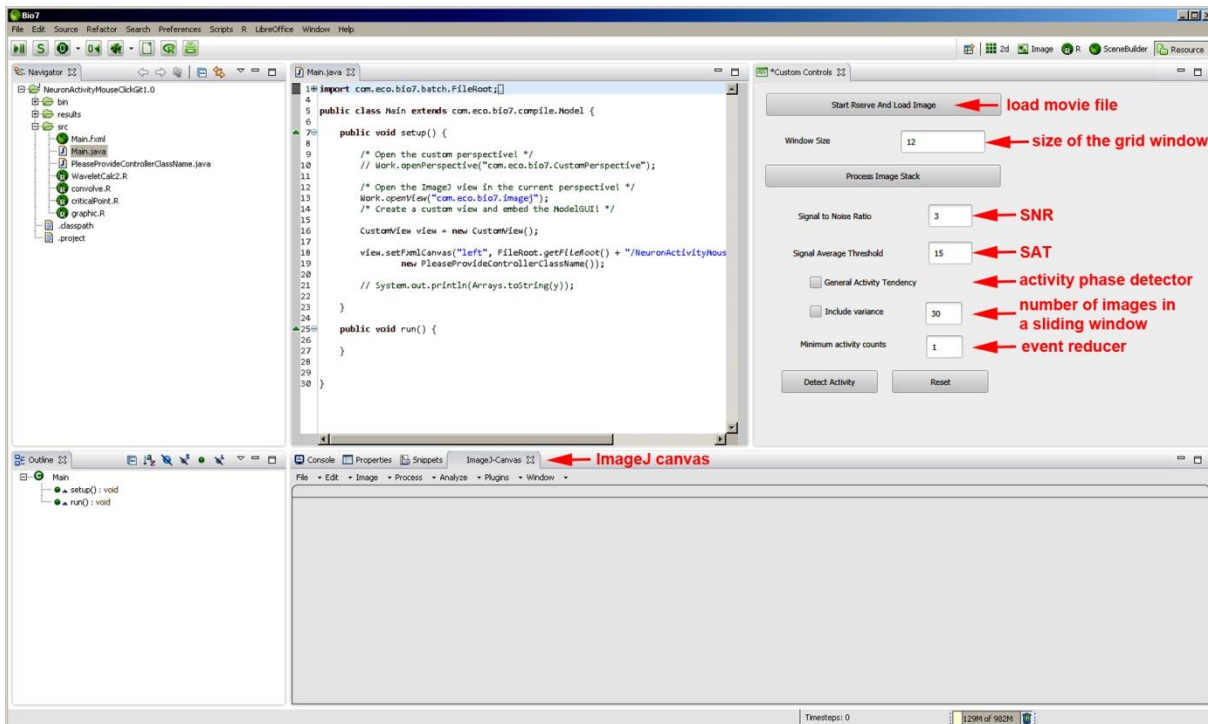 Bio7
File Edit Source Refactor Search Preferences Scripts R LibreOffice Window Help
2d Image R SceneBuilder Resource
Navigator
NeuronActivityMouseClickGit1.0
bin
results
src
Main.fxml
Main.java
PleaseProvideControllerClassName.java
WaveletCalc2.R
convolve.R
criticalPoint.R
graphic.R
.classpath
.project
Main.java
1 import com.eco.bio7.batch.FileRoot;
4
5 public class Main extends com.eco.bio7.compile.Model {
6
7 public void setup() {
8
9 /* Open the custom perspective! */
10 // Work.openPerspective("com.eco.bio7.CustomPerspective");
11
12 /* Open the ImageJ view in the current perspective! */
13 Work.openView("com.eco.bio7.imagej");
14 /* Create a custom view and embed the ModelGUI! */
15
16 CustomView view = new CustomView();
17
18 view.setFxmlCanvas("left", FileRoot.getFileRoot() + "/NeuronActivityMous
19 new PleaseProvideControllerClassName());
20
21 // System.out.println(Arrays.toString(y));
22
23 }
24
25 public void run() {
26
27 }
28
29
30 }
*Custom Controls
Start Rserve And Load Image load movie file
Window Size 12 size of the grid window
Process Image Stack
Signal to Noise Ratio 3 SNR
Signal Average Threshold 15 SAT
General Activity Tendency activity phase detector
Include variance 30 number of images in
a sliding window
Minimum activity counts 1 event reducer
Detect Activity Reset
Outline
Main
setup() : void
run() : void
Console Properties Snippets ImageJ-Canvas ImageJ canvas
File Edit Image Process Analyze Plugins Window
Timesteps: 0 129M of 982M